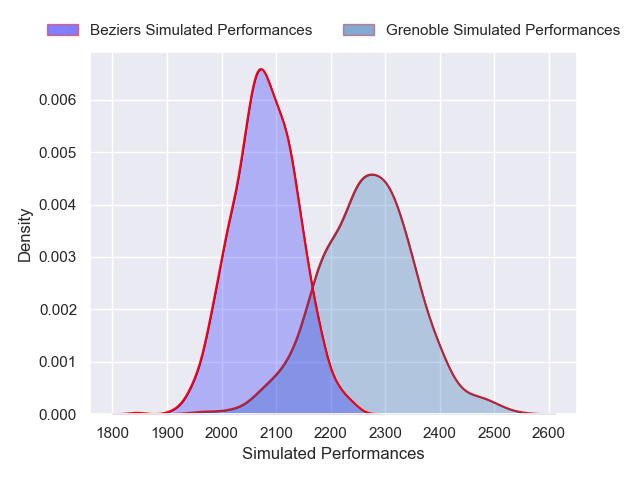 Beziers Simulated Performances Grenoble Simulated Performances
0.006
0.005
0.004
0.003
0.002
0.001
0.000
Density
1800 1900 2000 2100 2200 2300 2400 2500 2600
Simulated Performances